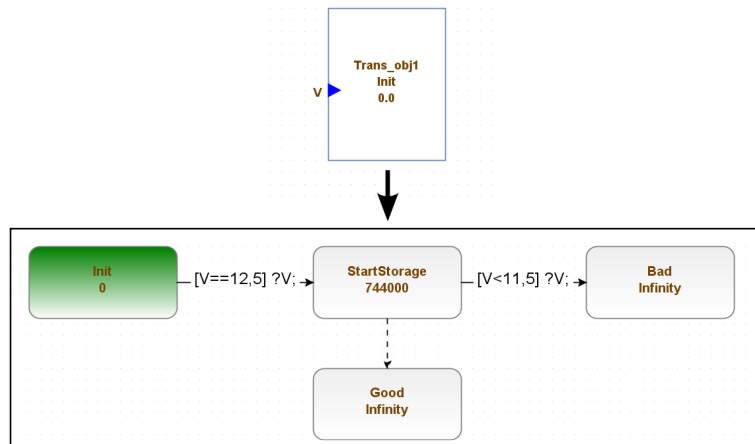 Trans_obj1
Init
0.0
V
Init
0
[V==12,5] ?V;
StartStorage
744000
[V<11,5] ?V;
Bad
Infinity
Good
Infinity